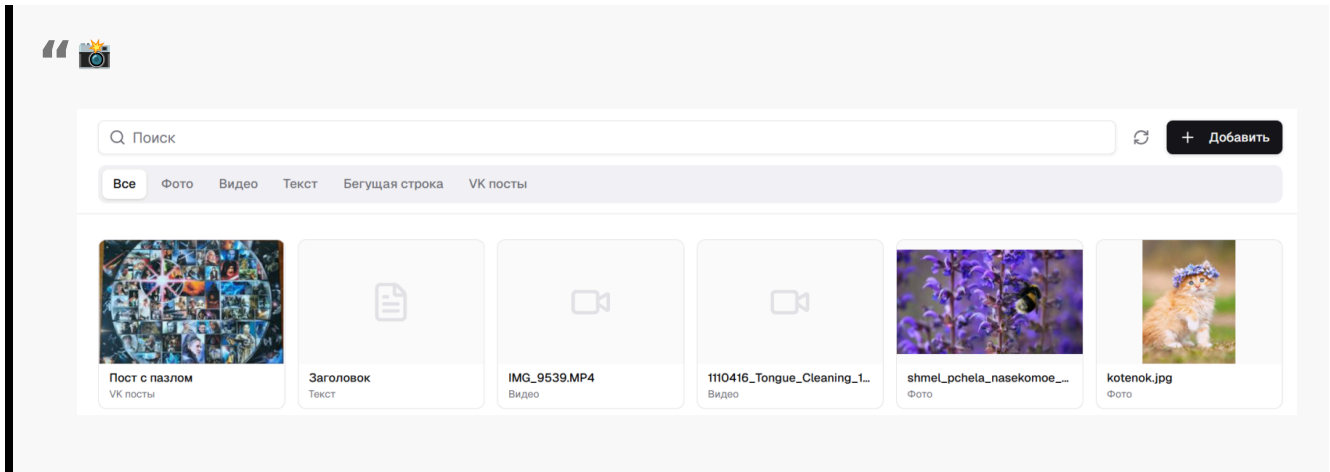 “ 📸
Поиск
+ Добавить
Все Фото Видео Текст Бегущая строка VK посты
Пост с пазлом
VK посты
Заголовок
Текст
IMG_9539.MP4
Видео
1110416_Tongue_Cleaning_1...
Видео
shmel_pchela_nasekomoe_...
Фото
kotenok.jpg
Фото